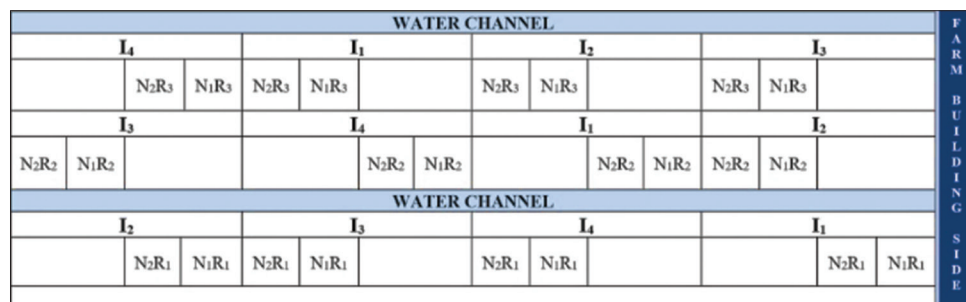 WATER CHANNEL
I₄ I₁ I₂ I₃
N₂R₃ N₁R₃ N₂R₃ N₁R₃ N₂R₃ N₁R₃ N₂R₃ N₁R₃
I₃ I₄ I₁ I₂
N₂R₂ N₁R₂ N₂R₂ N₁R₂ N₂R₂ N₁R₂ N₂R₂ N₁R₂
WATER CHANNEL
I₂ I₃ I₄ I₁
N₂R₁ N₁R₁ N₂R₁ N₁R₁ N₂R₁ N₁R₁ N₂R₁ N₁R₁
FARM BUILDING SIDE